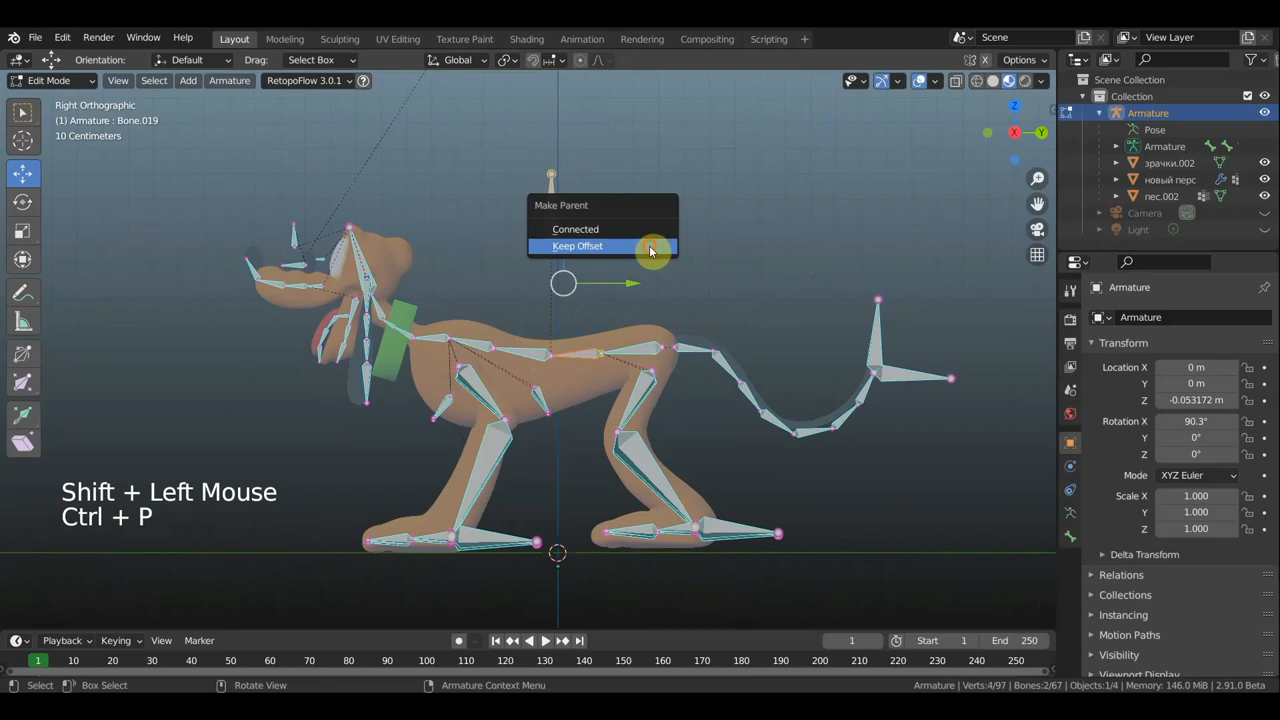 File Edit Render Window Help Layout Modeling Sculpting UV Editing Texture Paint Shading Animation Rendering Compositing Scripting + Scene View Layer
Orientation: Default Drag: Select Box Global X Options
Edit Mode View Select Add Armature RetopoFlow 3.0.1 ?
Right Orthographic
(1) Armature : Bone.019
10 Centimeters
Z
X
Y
Make Parent
Connected
Keep Offset
Shift + Left Mouse
Ctrl + P
Scene Collection
Collection
Armature
Pose
Armature
зрачки.002
новый перс
пес.002
Camera
Light
Armature
Armature
Transform
Location X 0 m
Y 0 m
Z -0.053172 m
Rotation X 90.3°
Y 0°
Z 0°
Mode XYZ Euler
Scale X 1.000
Y 1.000
Z 1.000
Delta Transform
Relations
Collections
Instancing
Motion Paths
Visibility
Viewport Display
Playback Keying View Marker 1 Start 1 End 250
1 10 20 30 40 50 60 70 80 90 100 110 120 130 140 150 160 170 180 190 200 210 220 230 240 250
Select Box Select Rotate View Armature Context Menu Armature | Verts:4/97 | Bones:2/67 | Objects:1/4 | Memory: 146.0 MiB | 2.91.0 Beta